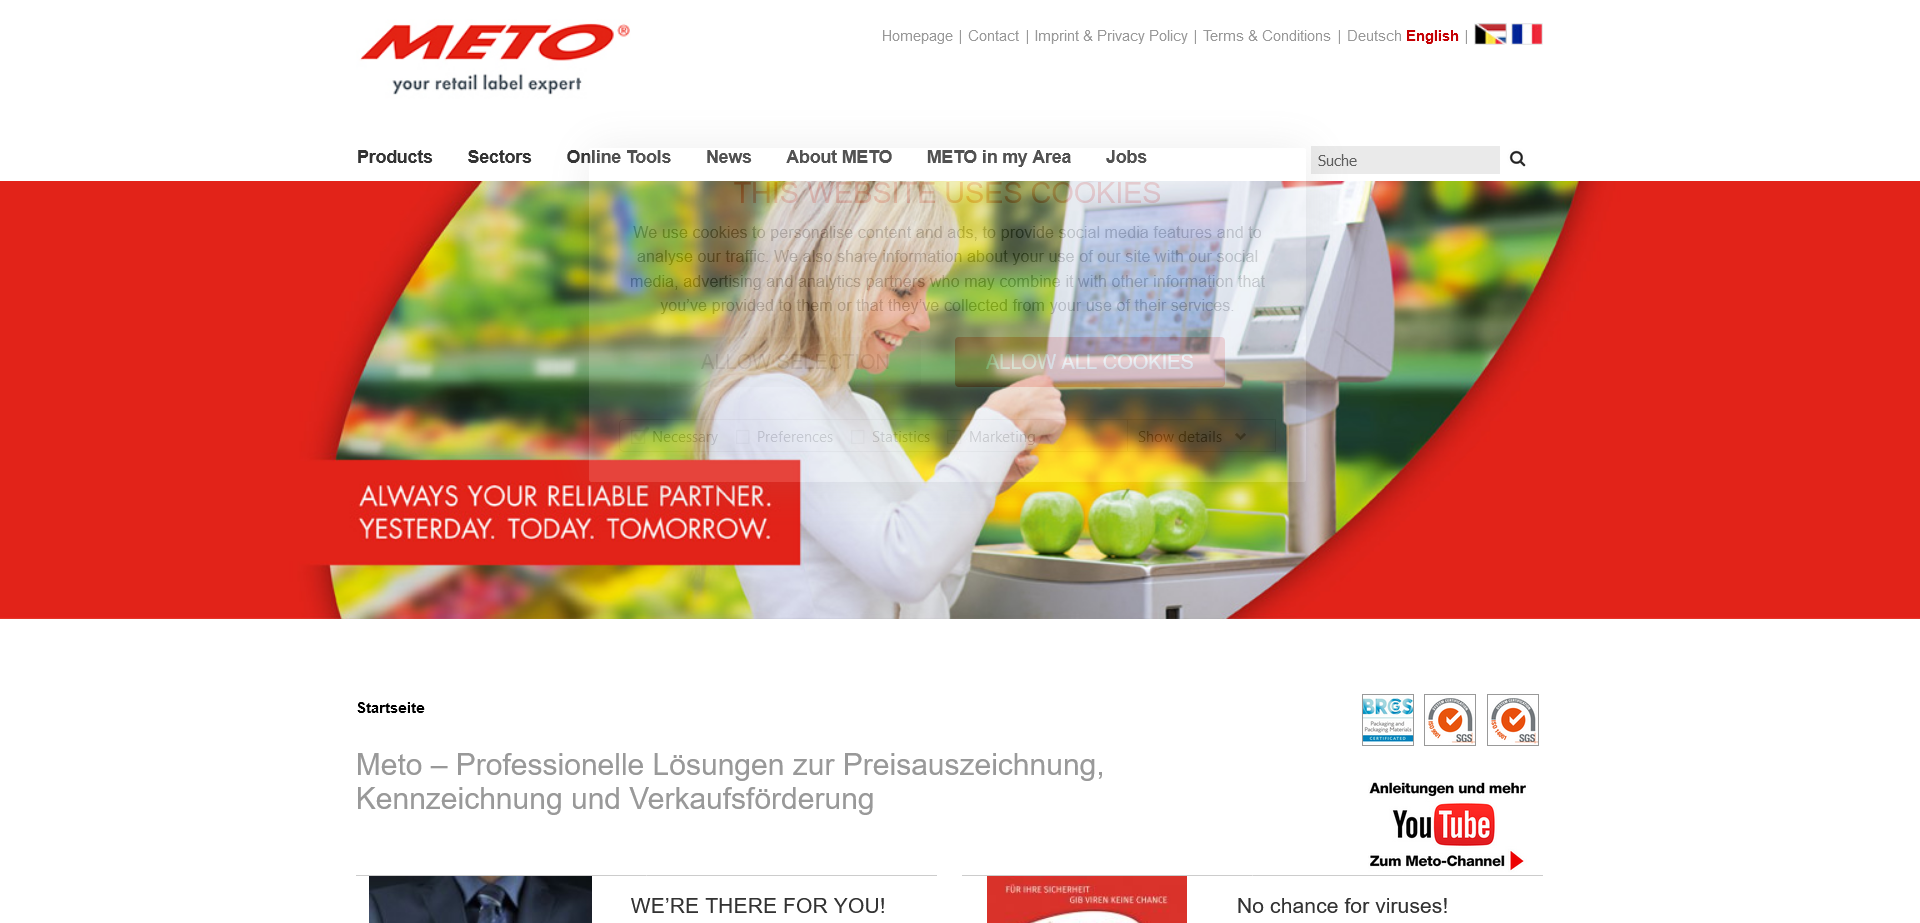 METO®
your retail label expert
Homepage | Contact | Imprint & Privacy Policy | Terms & Conditions | Deutsch English |
Products Sectors Online Tools News About METO METO in my Area Jobs
Suche
THIS WEBSITE USES COOKIES
We use cookies to personalise content and ads, to provide social media features and to
analyse our traffic. We also share information about your use of our site with our social
media, advertising and analytics partners who may combine it with other information that
you've provided to them or that they've collected from your use of their services.
ALLOW SELECTION ALLOW ALL COOKIES
Necessary Preferences Statistics Marketing Show details
ALWAYS YOUR RELIABLE PARTNER.
YESTERDAY. TODAY. TOMORROW.
Startseite
BRCS
Packaging and
Packaging Materials
CERTIFICATED
ISO 9001
SGS
ISO 14001
SGS
Meto – Professionelle Lösungen zur Preisauszeichnung,
Kennzeichnung und Verkaufsförderung
Anleitungen und mehr
YouTube
Zum Meto-Channel
WE'RE THERE FOR YOU!
FÜR IHRE SICHERHEIT
GIB VIREN KEINE CHANCE
No chance for viruses!